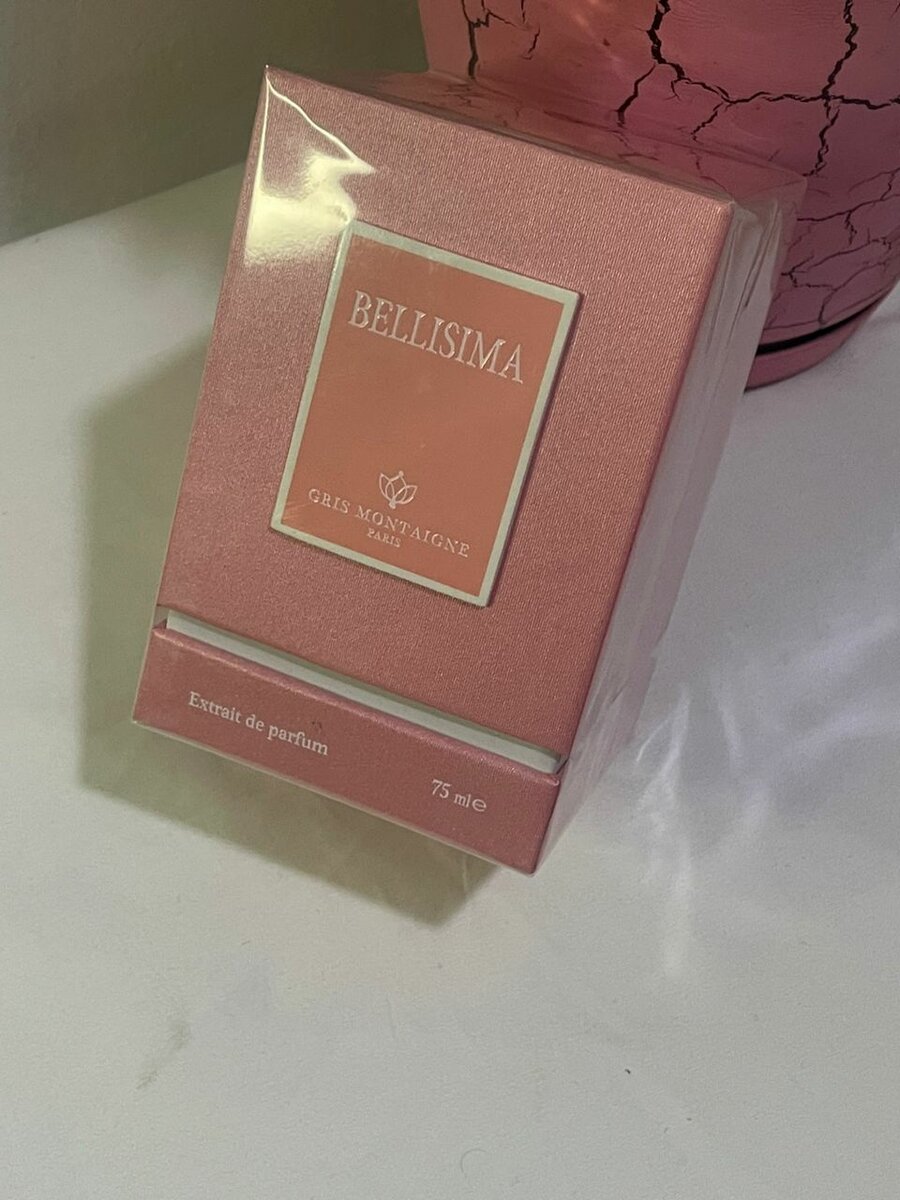 BELLISIMA
GRIS MONTAIGNE
PARIS
Extrait de parfum
75 ml ℮